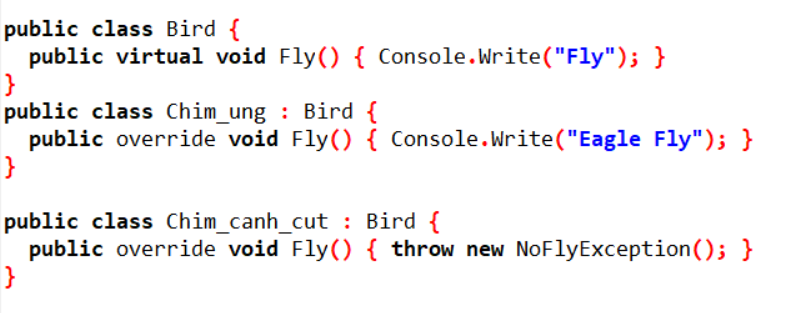 public class Bird {
  public virtual void Fly() { Console.Write("Fly"); }
}
public class Chim_ung : Bird {
  public override void Fly() { Console.Write("Eagle Fly"); }
}

public class Chim_canh_cut : Bird {
  public override void Fly() { throw new NoFlyException(); }
}